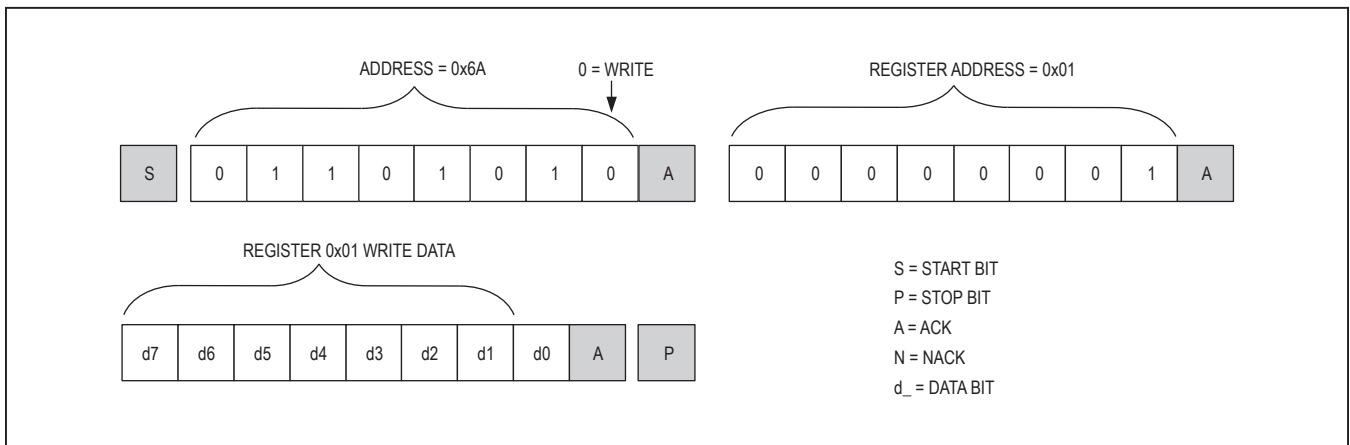 ADDRESS = 0x6A 0 = WRITE REGISTER ADDRESS = 0x01
S 0 1 1 0 1 0 1 0 A 0 0 0 0 0 0 0 1 A
REGISTER 0x01 WRITE DATA
d7 d6 d5 d4 d3 d2 d1 d0 A P
S = START BIT
P = STOP BIT
A = ACK
N = NACK
d_ = DATA BIT